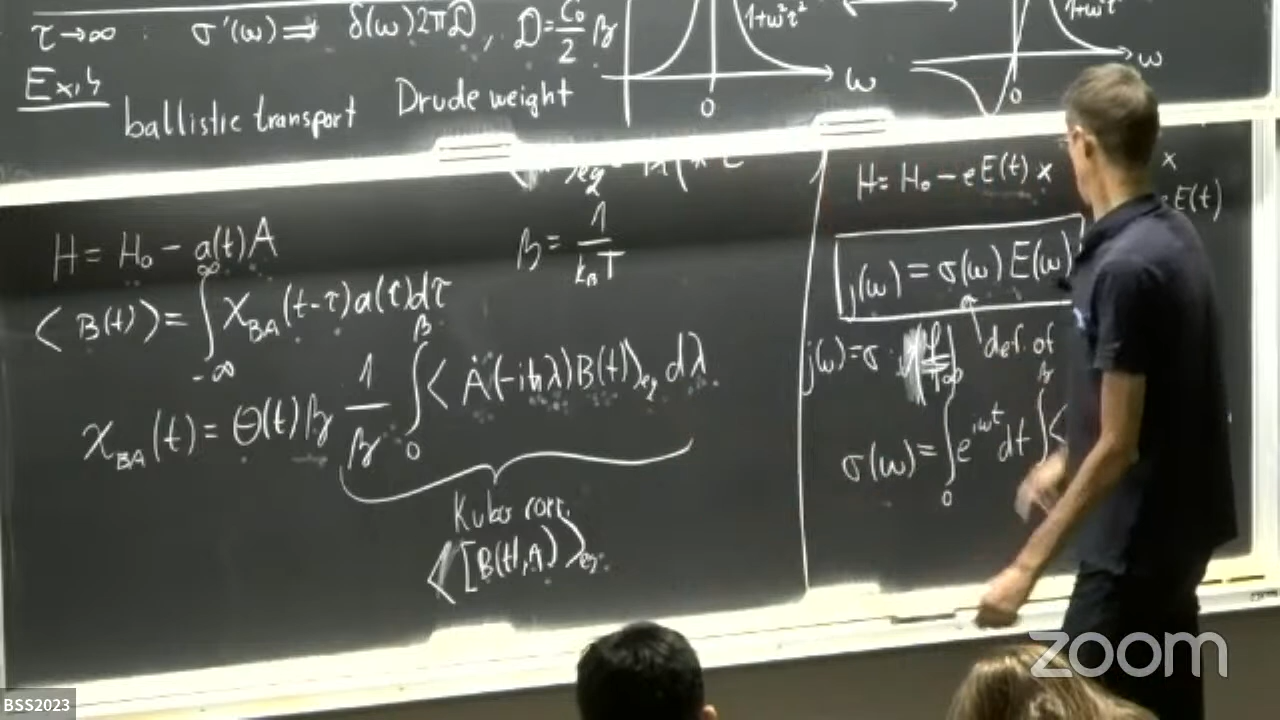 τ→∞ : σ'(ω) ⇒ δ(ω)2πD, D = C₀/2 β
Ex. 4
ballistic transport Drude weight
1+ω²τ²
ω
0
1+ω²τ²
ω
0
H = H₀ - a(t)A
β = 1/(k_B T)
⟨B(t)⟩ = ∫_{-∞}^{∞} χ_BA(t-τ)a(τ)dτ
χ_BA(t) = Θ(t)β 1/β ∫_0^β ⟨Ȧ(-iħλ)B(t)⟩_eq dλ
Kubo corr.
⟨[B(t),A]⟩_eq.
H = H₀ - eE(t)x
x
E(t)
j(ω) = σ(ω)E(ω)
j(ω) = σ
def. of
σ(ω) = ∫_0^∞ e^{iωt} dt ∫^β ⟨
zoom
BSS2023